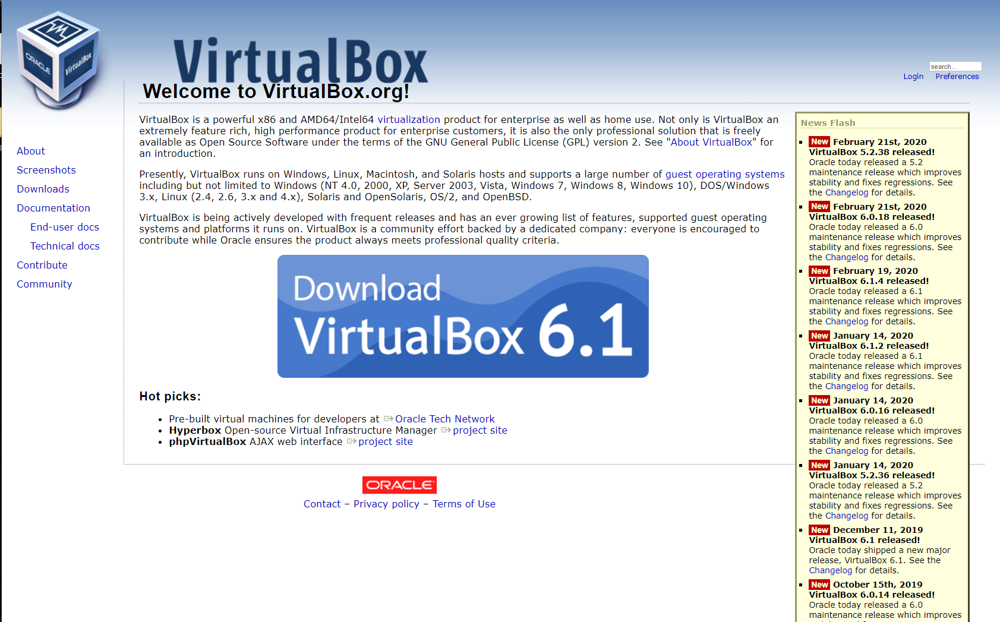 ORACLE
VirtualBox
VirtualBox
search...
Login Preferences
Welcome to VirtualBox.org!
About
Screenshots
Downloads
Documentation
End-user docs
Technical docs
Contribute
Community
VirtualBox is a powerful x86 and AMD64/Intel64 virtualization product for enterprise as well as home use. Not only is VirtualBox an
extremely feature rich, high performance product for enterprise customers, it is also the only professional solution that is freely
available as Open Source Software under the terms of the GNU General Public License (GPL) version 2. See "About VirtualBox" for
an introduction.
Presently, VirtualBox runs on Windows, Linux, Macintosh, and Solaris hosts and supports a large number of guest operating systems
including but not limited to Windows (NT 4.0, 2000, XP, Server 2003, Vista, Windows 7, Windows 8, Windows 10), DOS/Windows
3.x, Linux (2.4, 2.6, 3.x and 4.x), Solaris and OpenSolaris, OS/2, and OpenBSD.
VirtualBox is being actively developed with frequent releases and has an ever growing list of features, supported guest operating
systems and platforms it runs on. VirtualBox is a community effort backed by a dedicated company: everyone is encouraged to
contribute while Oracle ensures the product always meets professional quality criteria.
Download
VirtualBox 6.1
Hot picks:
Pre-built virtual machines for developers at Oracle Tech Network
Hyperbox Open-source Virtual Infrastructure Manager project site
phpVirtualBox AJAX web interface project site
ORACLE
Contact – Privacy policy – Terms of Use
News Flash
New February 21st, 2020
VirtualBox 5.2.38 released!
Oracle today released a 5.2
maintenance release which improves
stability and fixes regressions. See
the Changelog for details.
New February 21st, 2020
VirtualBox 6.0.18 released!
Oracle today released a 6.0
maintenance release which improves
stability and fixes regressions. See
the Changelog for details.
New February 19, 2020
VirtualBox 6.1.4 released!
Oracle today released a 6.1
maintenance release which improves
stability and fixes regressions. See
the Changelog for details.
New January 14, 2020
VirtualBox 6.1.2 released!
Oracle today released a 6.1
maintenance release which improves
stability and fixes regressions. See
the Changelog for details.
New January 14, 2020
VirtualBox 6.0.16 released!
Oracle today released a 6.0
maintenance release which improves
stability and fixes regressions. See
the Changelog for details.
New January 14, 2020
VirtualBox 5.2.36 released!
Oracle today released a 5.2
maintenance release which improves
stability and fixes regressions. See
the Changelog for details.
New December 11, 2019
VirtualBox 6.1 released!
Oracle today shipped a new major
release, VirtualBox 6.1. See the
Changelog for details.
New October 15th, 2019
VirtualBox 6.0.14 released!
Oracle today released a 6.0
maintenance release which improves